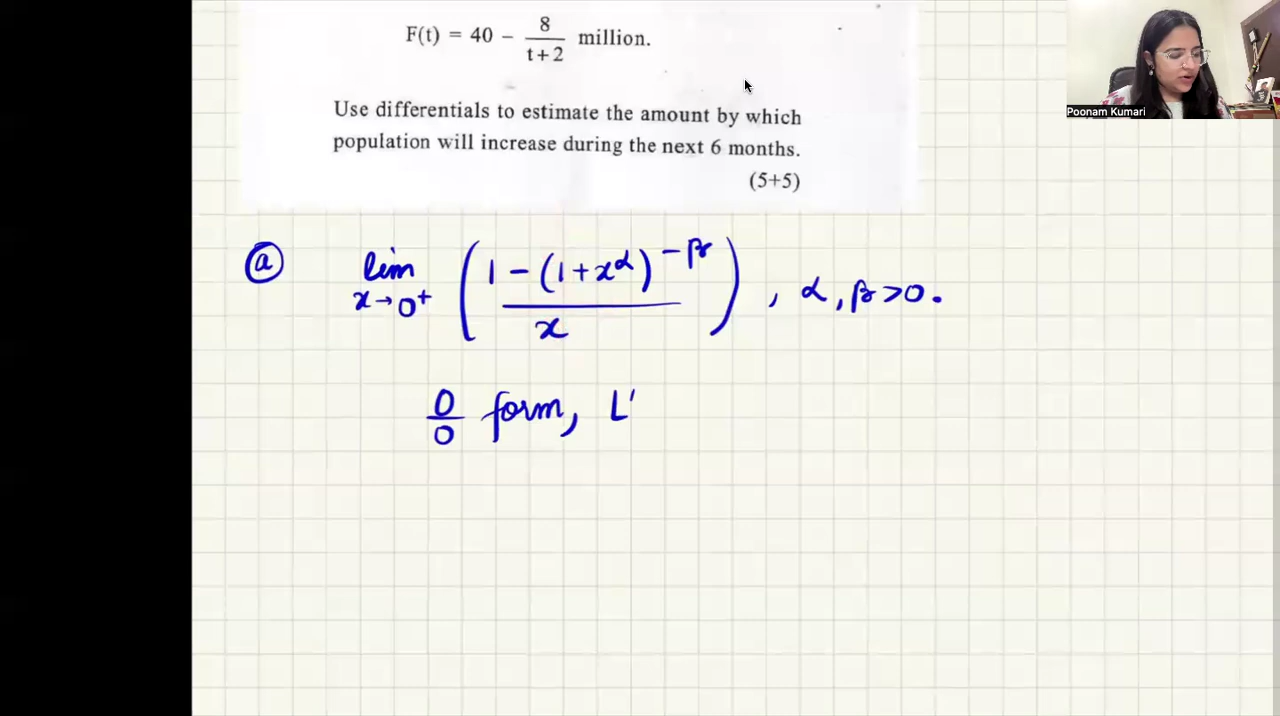 F(t) = 40 - 8/(t+2) million.
Poonam Kumari
Use differentials to estimate the amount by which
population will increase during the next 6 months.
(5+5)
(a) lim x→0⁺ ( (1 - (1+x^α)^(-β)) / x ) , α, β > 0.
0/0 form, L'